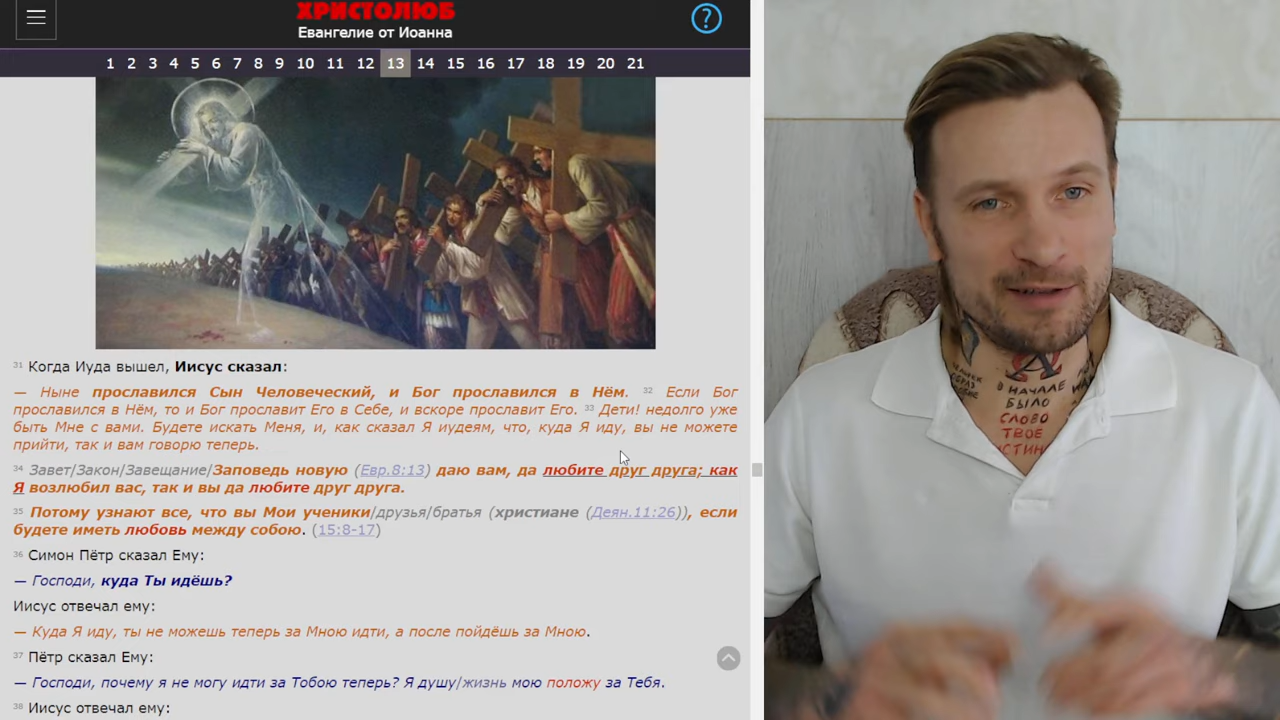 ХРИСТОЛЮБ
Евангелие от Иоанна
1 2 3 4 5 6 7 8 9 10 11 12 13 14 15 16 17 18 19 20 21
31 Когда Иуда вышел, Иисус сказал:
— Ныне прославился Сын Человеческий, и Бог прославился в Нём. 32 Если Бог
прославился в Нём, то и Бог прославит Его в Себе, и вскоре прославит Его. 33 Дети! недолго уже
быть Мне с вами. Будете искать Меня, и, как сказал Я иудеям, что, куда Я иду, вы не можете
прийти, так и вам говорю теперь.
34 Завет/Закон/Завещание/Заповедь новую (Евр.8:13) даю вам, да любите друг друга; как
Я возлюбил вас, так и вы да любите друг друга.
35 Потому узнают все, что вы Мои ученики/друзья/братья (христиане (Деян.11:26)), если
будете иметь любовь между собою. (15:8-17)
36 Симон Пётр сказал Ему:
— Господи, куда Ты идёшь?
Иисус отвечал ему:
— Куда Я иду, ты не можешь теперь за Мною идти, а после пойдёшь за Мною.
37 Пётр сказал Ему:
— Господи, почему я не могу идти за Тобою теперь? Я душу/жизнь мою положу за Тебя.
38 Иисус отвечал ему:
?
В НАЧАЛЕ
БЫЛО
СЛОВО
ТВОЕ